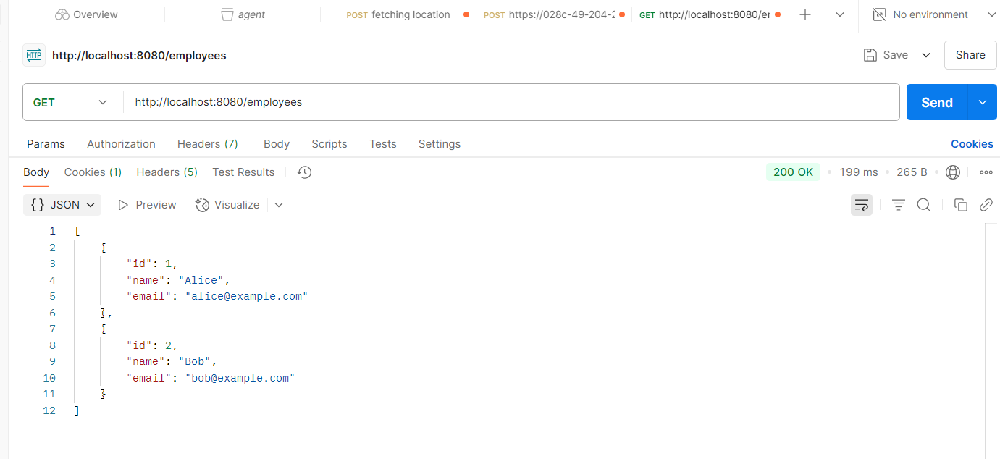 Overview agent POST fetching location POST https://028c-49-204-2 GET http://localhost:8080/er No environment
HTTP http://localhost:8080/employees Save Share
GET http://localhost:8080/employees Send
Params Authorization Headers (7) Body Scripts Tests Settings Cookies
Body Cookies (1) Headers (5) Test Results 200 OK 199 ms 265 B
{} JSON Preview Visualize
1 [
2 {
3 "id": 1,
4 "name": "Alice",
5 "email": "alice@example.com"
6 },
7 {
8 "id": 2,
9 "name": "Bob",
10 "email": "bob@example.com"
11 }
12 ]